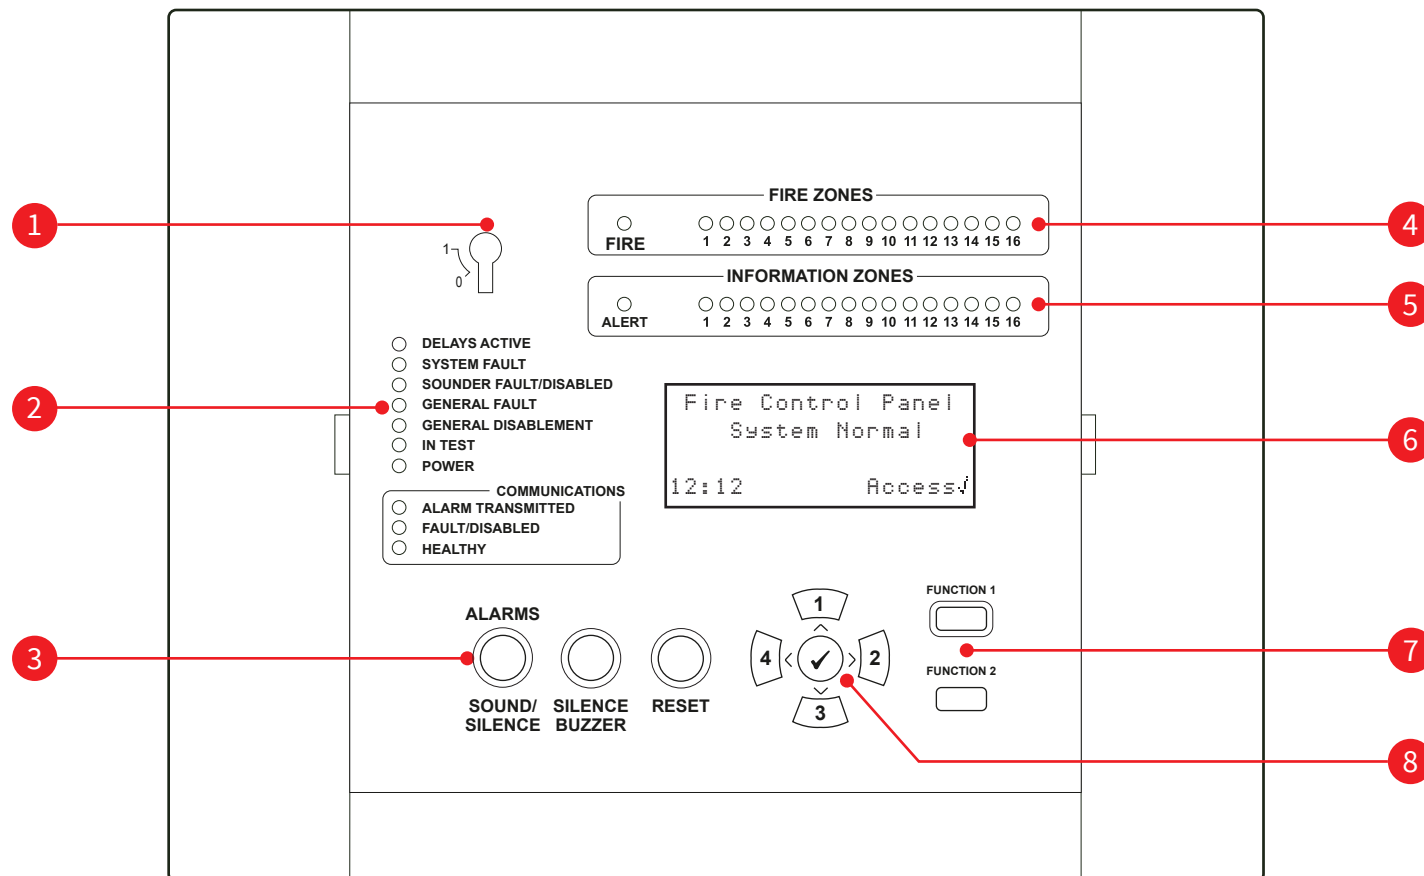 FIRE ZONES
1
FIRE
1 2 3 4 5 6 7 8 9 10 11 12 13 14 15 16
4
1
0
INFORMATION ZONES
ALERT
1 2 3 4 5 6 7 8 9 10 11 12 13 14 15 16
5
DELAYS ACTIVE
SYSTEM FAULT
SOUNDER FAULT/DISABLED
2
GENERAL FAULT
GENERAL DISABLEMENT
IN TEST
POWER
Fire Control Panel
System Normal
12:12 Access√
6
COMMUNICATIONS
ALARM TRANSMITTED
FAULT/DISABLED
HEALTHY
ALARMS
3
SOUND/
SILENCE
SILENCE
BUZZER
RESET
1
4 ✓ 2
3
FUNCTION 1
7
FUNCTION 2
8